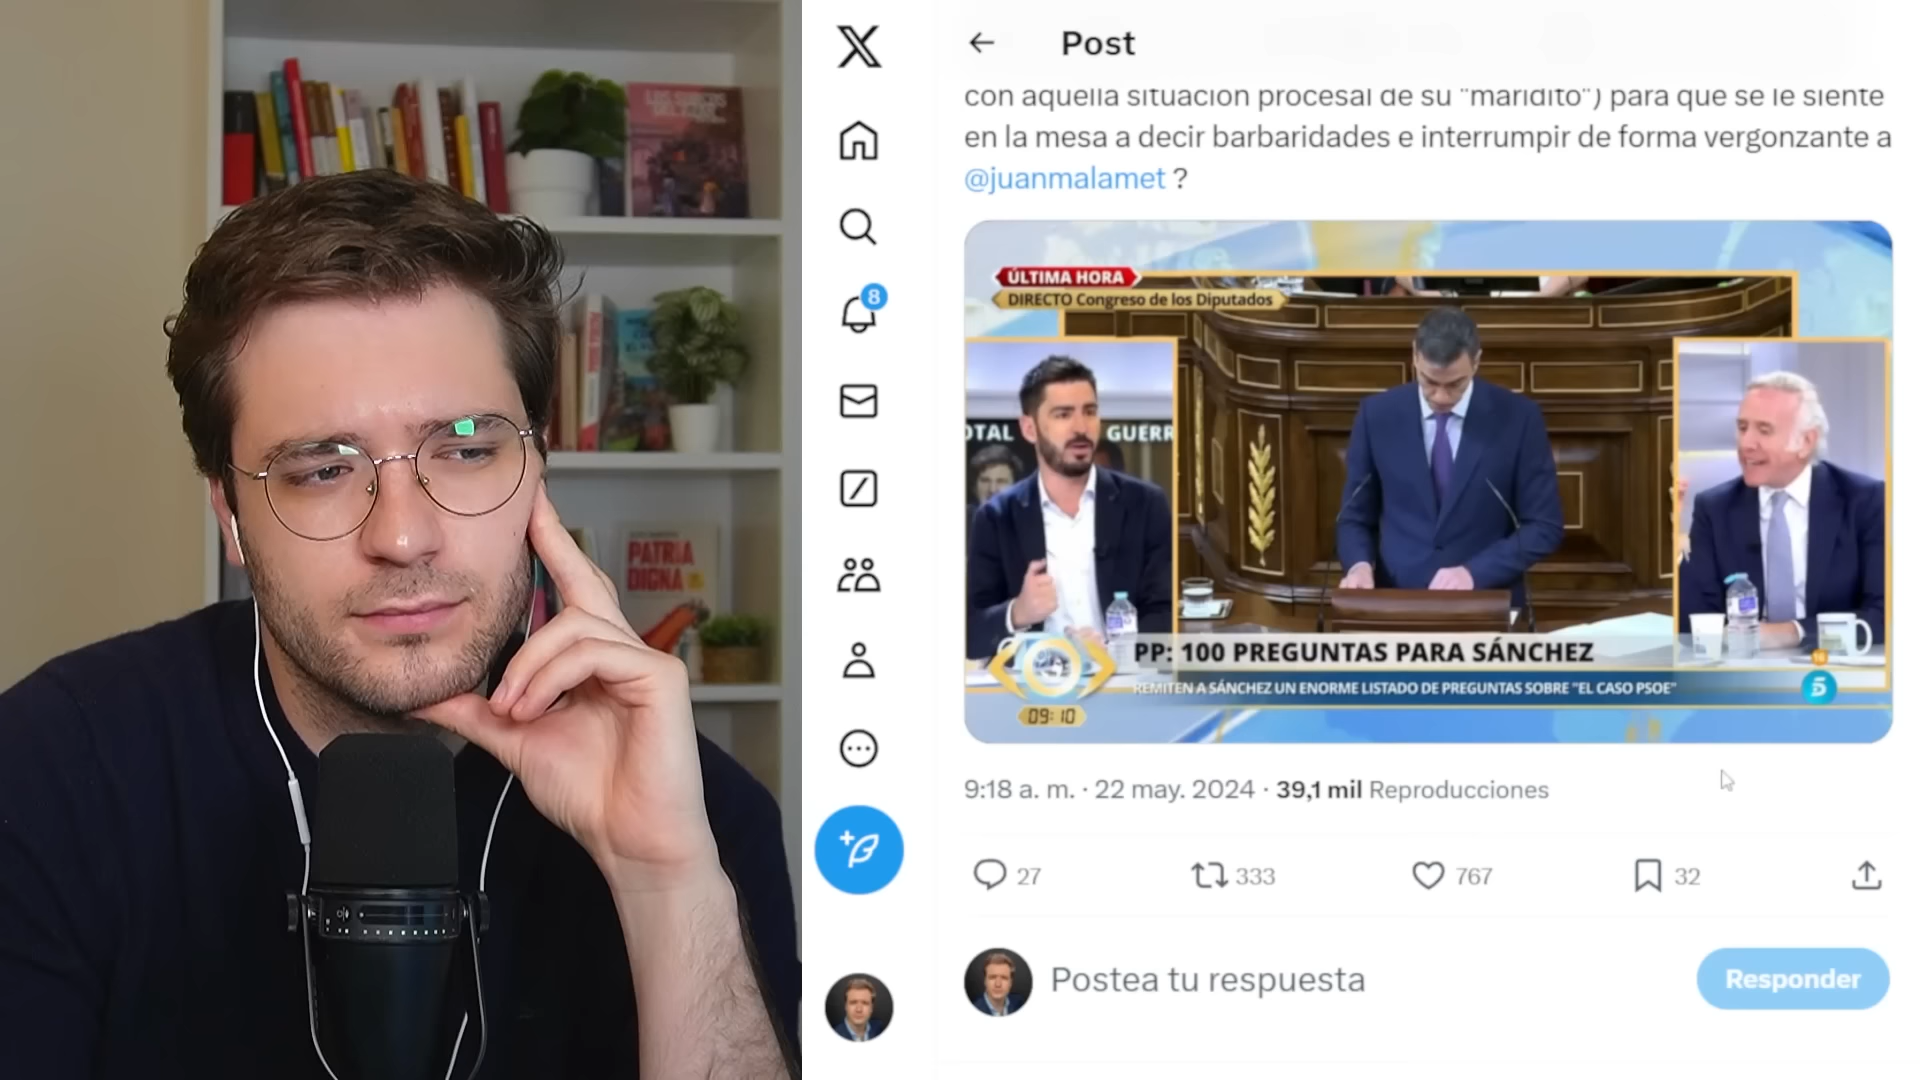 Post
con aquella situación procesal de su "maridito") para que se le siente
en la mesa a decir barbaridades e interrumpir de forma vergonzante a
@juanmalamet ?
ÚLTIMA HORA
DIRECTO Congreso de los Diputados
OTAL
GUERR
PP: 100 PREGUNTAS PARA SÁNCHEZ
REMITEN A SÁNCHEZ UN ENORME LISTADO DE PREGUNTAS SOBRE "EL CASO PSOE"
09:10
5
9:18 a. m. · 22 may. 2024 · 39,1 mil Reproducciones
27
333
767
32
Postea tu respuesta
Responder
8
PATRIA
DIGNA